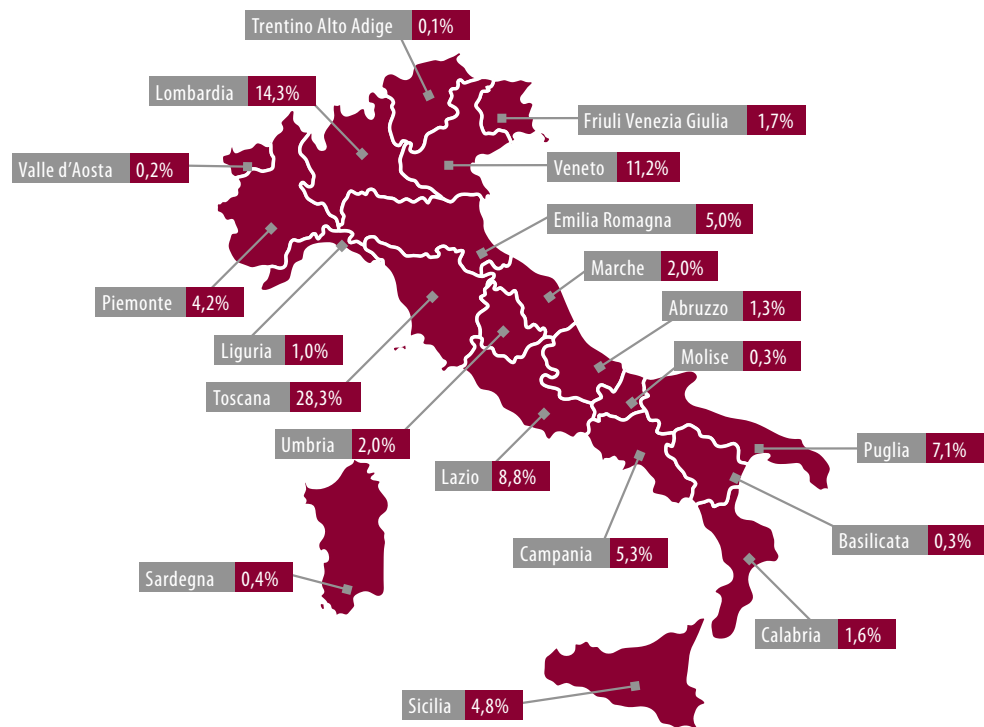 Trentino Alto Adige 0,1%
Lombardia 14,3%
Friuli Venezia Giulia 1,7%
Valle d'Aosta 0,2%
Veneto 11,2%
Emilia Romagna 5,0%
Marche 2,0%
Piemonte 4,2%
Abruzzo 1,3%
Liguria 1,0%
Molise 0,3%
Toscana 28,3%
Umbria 2,0%
Puglia 7,1%
Lazio 8,8%
Basilicata 0,3%
Campania 5,3%
Sardegna 0,4%
Calabria 1,6%
Sicilia 4,8%